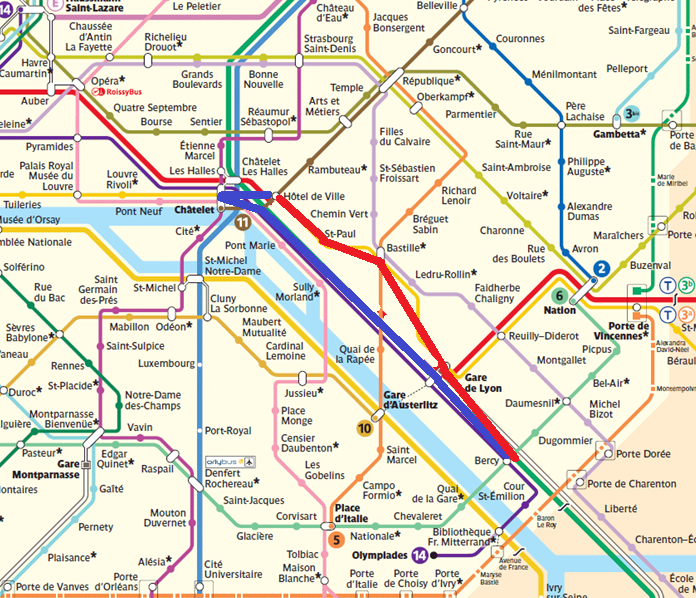 14
E
Saint-Lazare
Le Peletier
Château
d'Eau*
Jacques
Bonsergent
Belleville
des Fêtes*
Chaussée
d'Antin
La Fayette
Richelieu
Drouot*
Strasbourg
Saint-Denis
Goncourt*
Couronnes
Saint-Fargeau
Havre
Caumartin*
Opéra*
RoissyBus
Grands
Boulevards
Bonne
Nouvelle
République*
Ménilmontant
Pelleport
Auber
Quatre Septembre
Temple
Oberkampf*
Père
Lachaise
3bis
Bourse
Sentier
Réaumur
Sébastopol*
Arts et
Métiers
Parmentier
Rue
Saint-Maur*
Gambetta*
Porte
de Ba
Pyramides
Étienne
Marcel
Filles
du Calvaire
Palais Royal
Musée du
Louvre
Louvre
Rivoli*
Les Halles
Châtelet
Les Halles
Rambuteau*
St-Sébastien
Froissart
Saint-Ambroise
Philippe
Auguste*
Marie
de Miribel
Tuileries
Pont Neuf
Châtelet
Hôtel de Ville
Richard
Lenoir
Voltaire*
Alexandre
Dumas
Musée d'Orsay
11
Chemin Vert
Bréguet
Sabin
Charonne
Maraîchers
Porte
Cité*
St-Paul
Rue
des Boulets
Avron
mblée Nationale
Pont Marie
Bastille*
Buzenval
Solférino
St-Michel
Notre-Dame
Ledru-Rollin*
2
Rue
du Bac
Saint
Germain
des-Prés
St-Michel
Sully
Morland*
Faidherbe
Chaligny
6
Nation
T 3b
T 3a
Cluny
La Sorbonne
Porte de
Vincennes*
Sèvres
Babylone*
Mabillon
Odéon*
Maubert
Mutualité
Reuilly–Diderot
Saint-Sulpice
Cardinal
Lemoine
Quai de
la Rapée
Montgallet
Picpus
Alexandra
David-Néel
Rennes
Luxembourg
Gare
de Lyon
Bel-Air*
Béraul
Duroc*
St-Placide*
Jussieu*
Gare
d'Austerlitz
Daumesnil*
Michel
Bizot
Montempoivre
Notre-Dame
des-Champs
Place
Monge
10
Montparnasse
Bienvenüe*
Vavin
Port-Royal
Dugommier
Pasteur*
Edgar
Quinet*
Raspail
orlybus
Censier
Daubenton*
Saint
Marcel
Bercy
Porte Dorée
Gare
Montparnasse
Denfert
Rochereau*
Les
Gobelins
Campo
Formio*
Quai
de la Gare*
Cour
St-Émilion
Porte de Charenton
Gaîté
Saint-Jacques
Place
d'Italie
Baron
Le Roy
Liberté
Mouton
Duvernet
Corvisart
Chevaleret
Pernety
Glacière
5
Nationale*
Bibliothèque
Fr. Mitterrand*
Charenton–Éco
Plaisance*
Alésia*
Tolbiac
Olympiades
14
Avenue
de France
Cité
Universitaire
Maison
Blanche*
Porte
d'Italie
Porte
de Choisy
Porte
d'Ivry*
Maryse
Bastié
Ivry
sur-Seine
École
de M
Porte de Vanves
Porte
d'Orléans